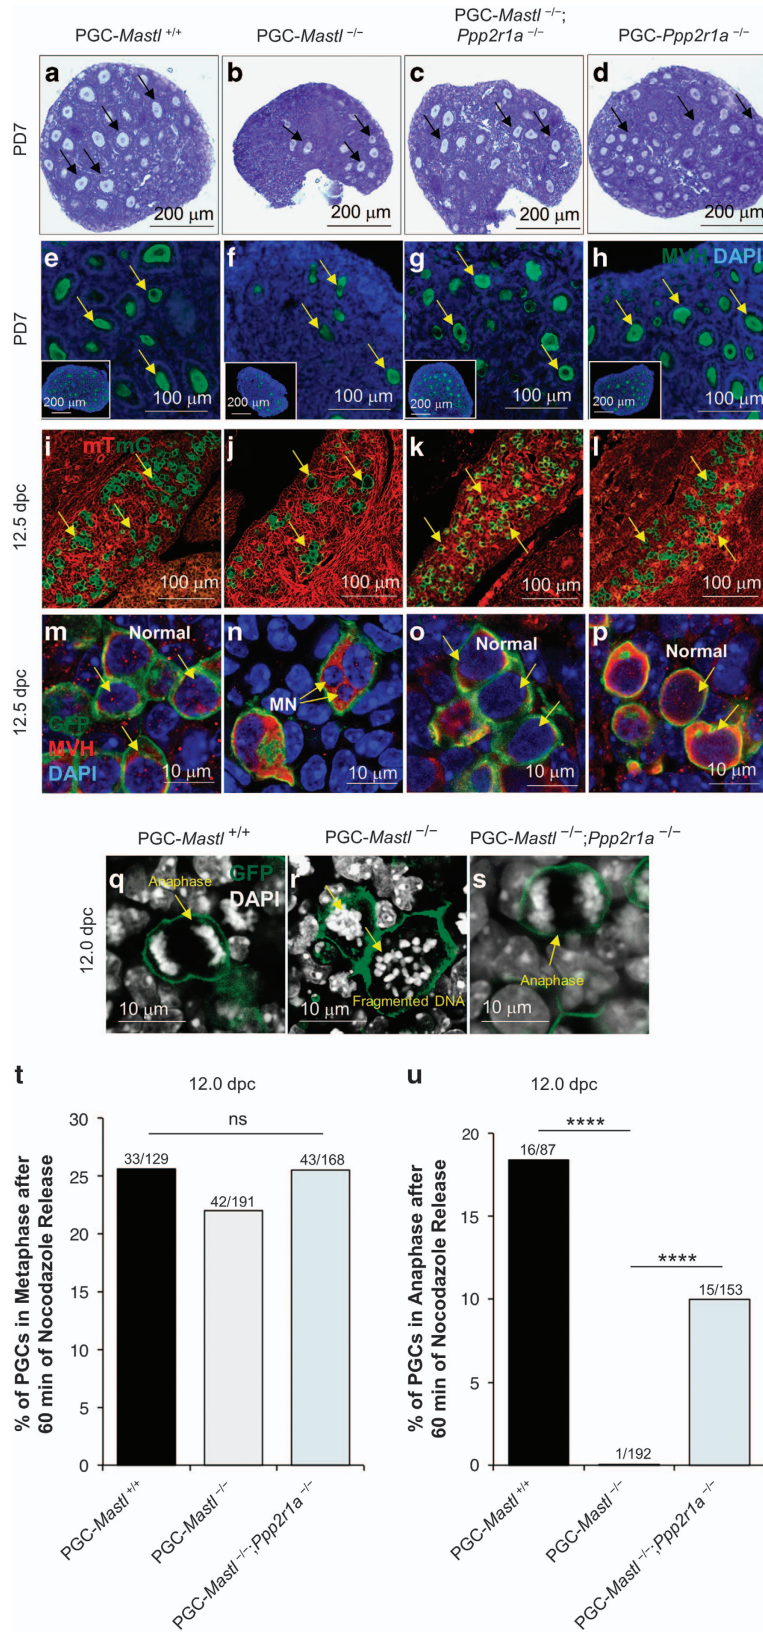 PGC-Mastl +/+
PGC-Mastl −/−
PGC-Mastl −/−;
Ppp2r1a −/−
PGC-Ppp2r1a −/−
PD7
a
200 μm
b
200 μm
c
200 μm
d
200 μm
PD7
e
200 μm
100 μm
f
200 μm
100 μm
g
200 μm
100 μm
h
MVH DAPI
200 μm
100 μm
12.5 dpc
i
mTmG
100 μm
j
100 μm
k
100 μm
l
100 μm
12.5 dpc
m
Normal
GFP
MVH
DAPI
10 μm
n
MN
10 μm
o
Normal
10 μm
p
Normal
10 μm
PGC-Mastl +/+
PGC-Mastl −/−
PGC-Mastl −/−;Ppp2r1a −/−
12.0 dpc
q
Anaphase
GFP
DAPI
10 μm
r
Fragmented DNA
10 μm
s
Anaphase
10 μm
t
12.0 dpc
% of PGCs in Metaphase after
60 min of Nocodazole Release
30
25
20
15
10
5
0
ns
33/129
42/191
43/168
PGC-Mastl +/+
PGC-Mastl −/−
PGC-Mastl −/−;Ppp2r1a −/−
u
12.0 dpc
% of PGCs in Anaphase after
60 min of Nocodazole Release
20
15
10
5
0
****
****
16/87
1/192
15/153
PGC-Mastl +/+
PGC-Mastl −/−
PGC-Mastl −/−;Ppp2r1a −/−